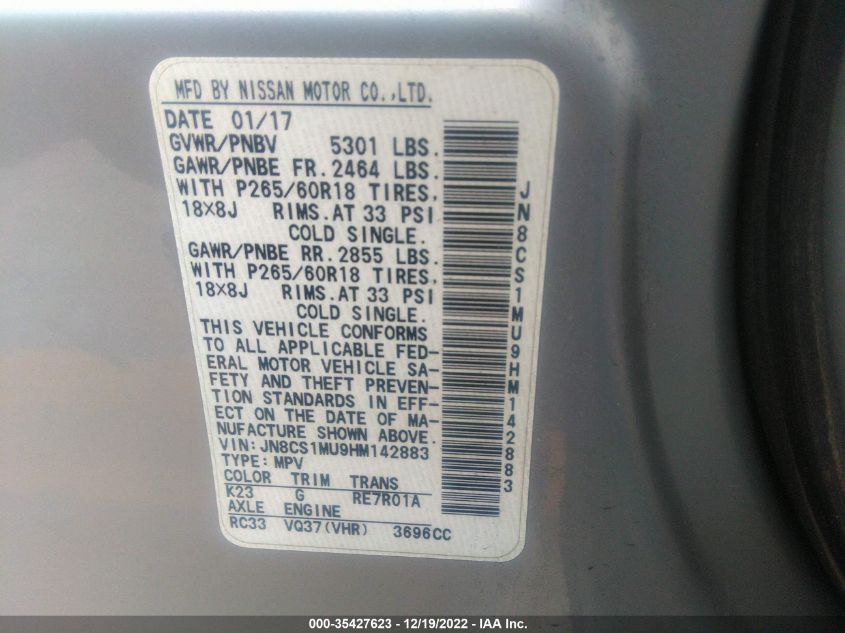 MFD BY NISSAN MOTOR CO.,LTD.
DATE 01/17
GVWR/PNBV 5301 LBS.
GAWR/PNBE FR. 2464 LBS.
WITH P265/60R18 TIRES,
18X8J RIMS. AT 33 PSI
COLD SINGLE.
GAWR/PNBE RR. 2855 LBS.
WITH P265/60R18 TIRES,
18X8J RIMS. AT 33 PSI
COLD SINGLE.
THIS VEHICLE CONFORMS
TO ALL APPLICABLE FED-
ERAL MOTOR VEHICLE SA-
FETY AND THEFT PREVEN-
TION STANDARDS IN EFF-
ECT ON THE DATE OF MA-
NUFACTURE SHOWN ABOVE.
VIN: JN8CS1MU9HM142883
TYPE: MPV
COLOR TRIM TRANS
K23 G RE7R01A
AXLE ENGINE
RC33 VQ37(VHR) 3696CC
JN8CS1MU9HM142883
000-35427623 - 12/19/2022 - IAA Inc.